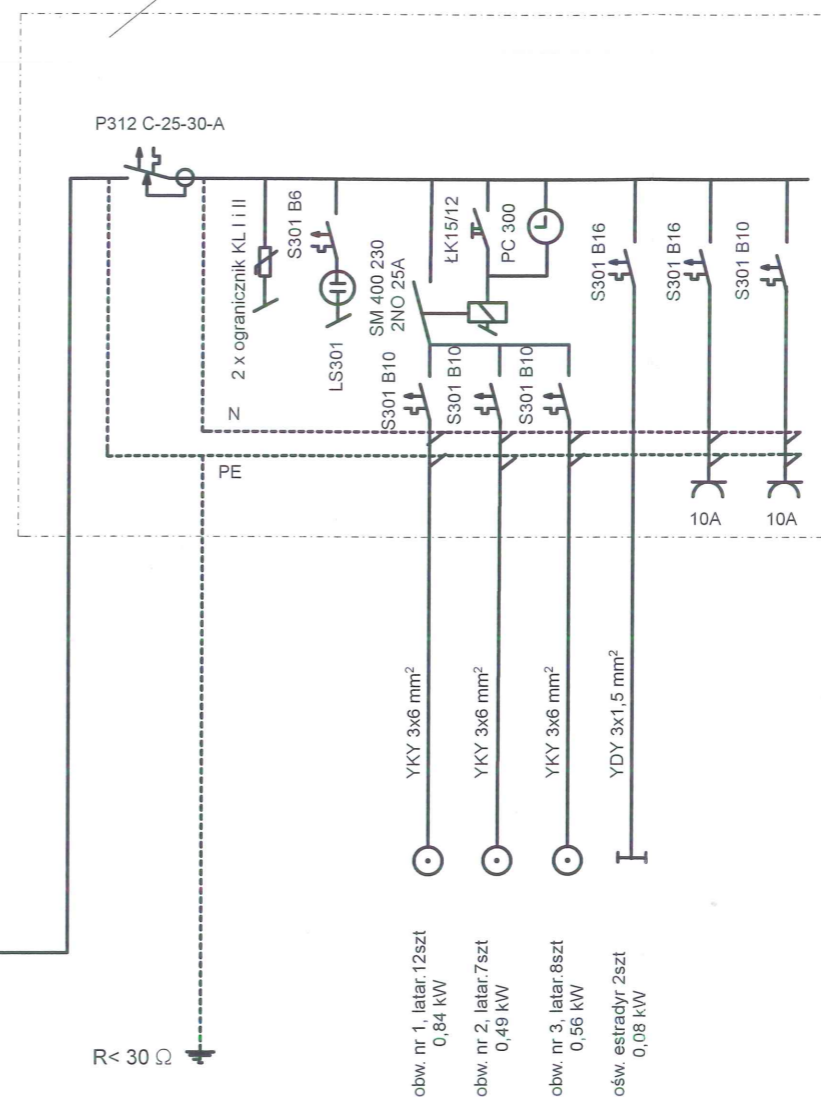 P312 C-25-30-A
2 x ogranicznik KL I i II
S301 B6
LS301
SM 400 230
2NO 25A
ŁK15/12
PC 300
S301 B16
S301 B16
S301 B10
S301 B10
S301 B10
S301 B10
N
PE
10A
10A
YKY 3x6 mm²
YKY 3x6 mm²
YKY 3x6 mm²
YDY 3x1,5 mm²
obw. nr 1, latar.12szt
0,84 kW
obw. nr 2, latar.7szt
0,49 kW
obw. nr 3, latar.8szt
0,56 kW
ośw. estradyr 2szt
0,08 kW
R< 30 Ω